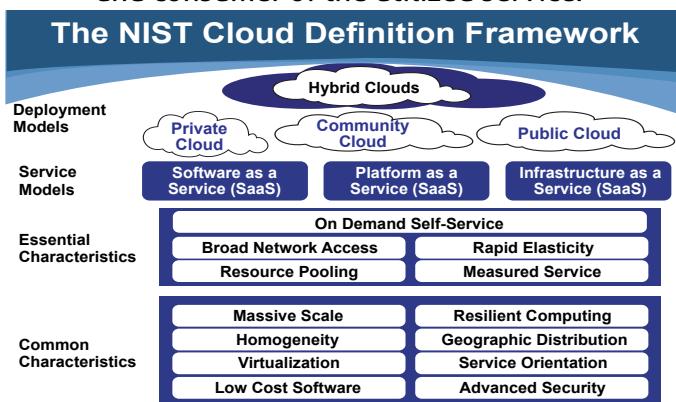 The NIST Cloud Definition Framework
Hybrid Clouds
Deployment
Models
Private
Cloud
Community
Cloud
Public Cloud
Service
Models
Software as a
Service (SaaS)
Platform as a
Service (SaaS)
Infrastructure as a
Service (SaaS)
Essential
Characteristics
On Demand Self-Service
Broad Network Access
Rapid Elasticity
Resource Pooling
Measured Service
Common
Characteristics
Massive Scale
Resilient Computing
Homogeneity
Geographic Distribution
Virtualization
Service Orientation
Low Cost Software
Advanced Security